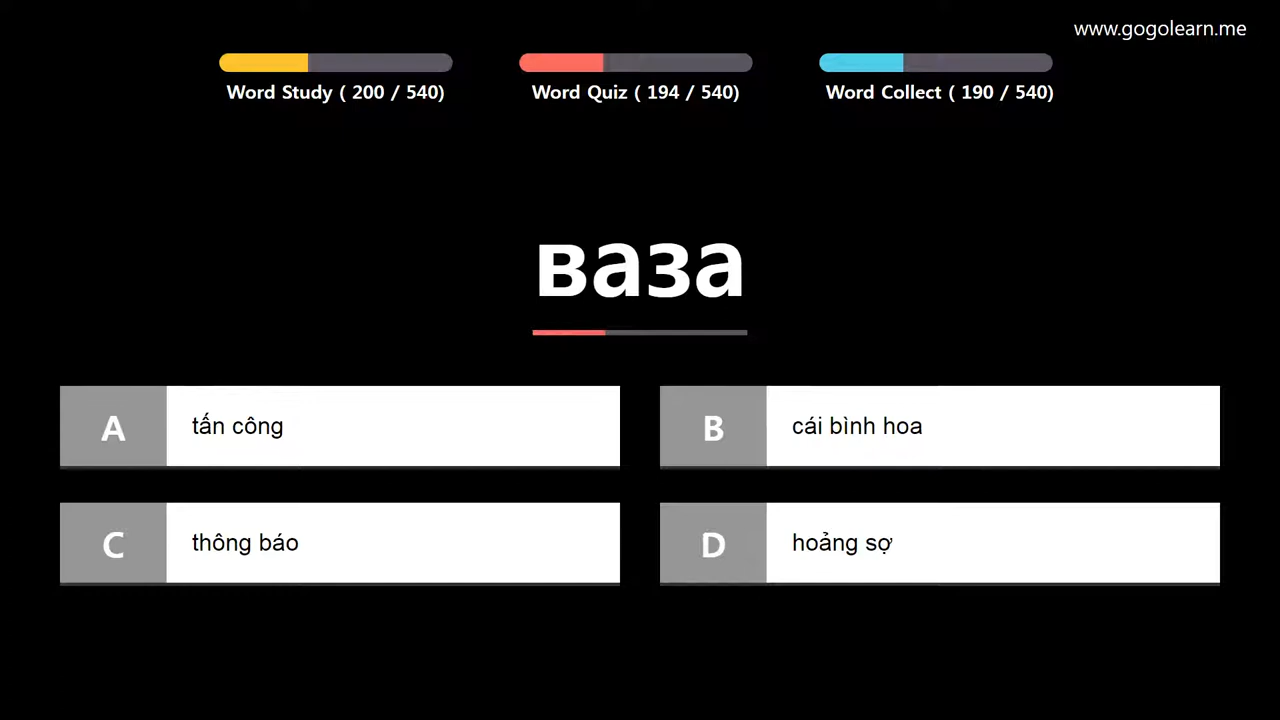 www.gogolearn.me
Word Study ( 200 / 540)
Word Quiz ( 194 / 540)
Word Collect ( 190 / 540)
ваза
A tấn công
B cái bình hoa
C thông báo
D hoảng sợ